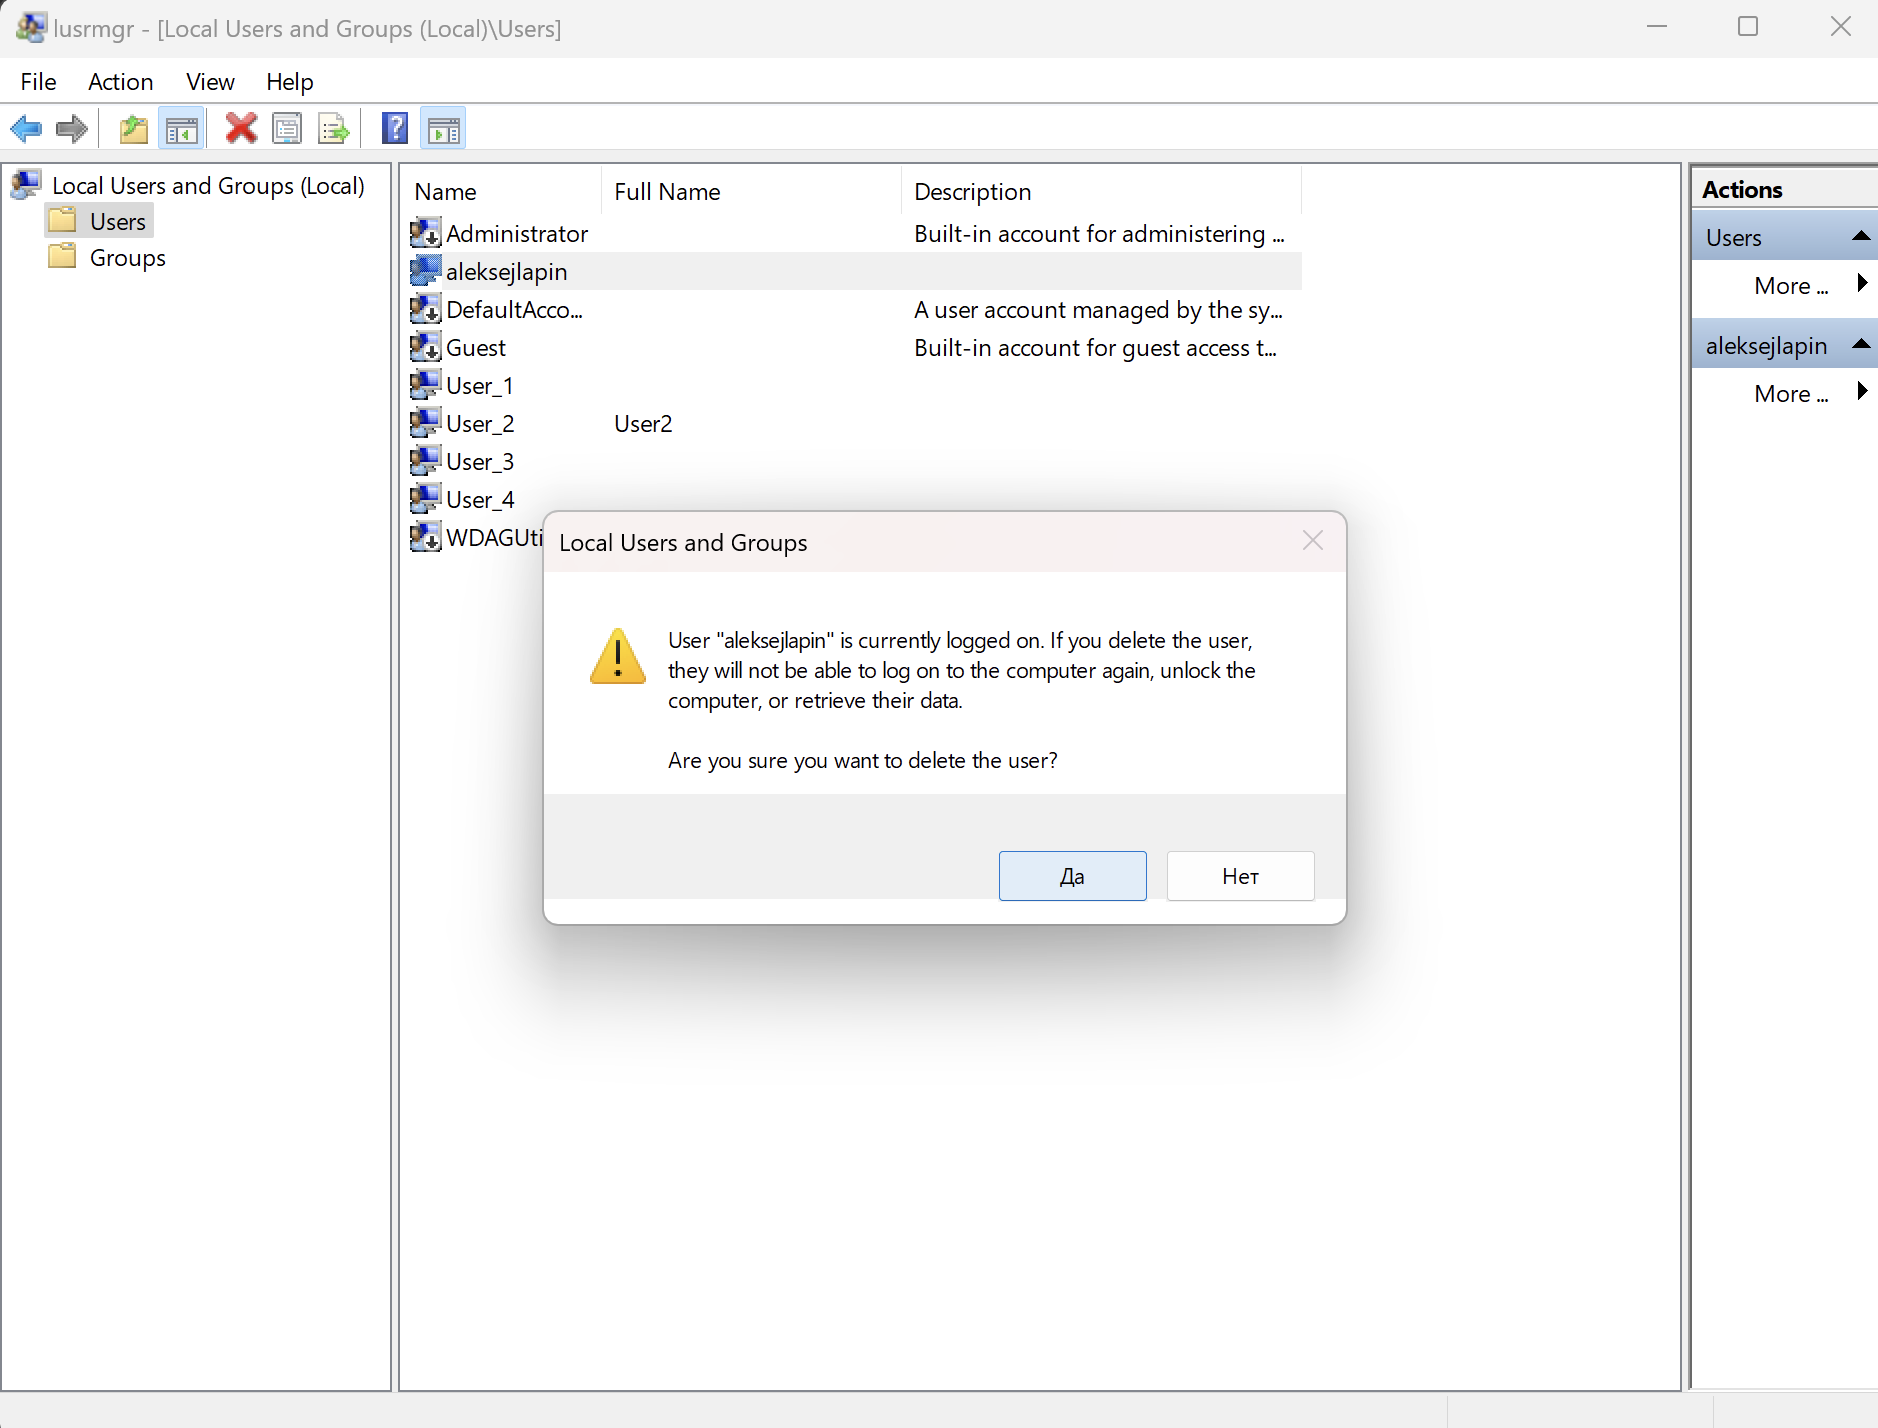 lusrmgr - [Local Users and Groups (Local)\Users]
File Action View Help
Local Users and Groups (Local)
Users
Groups
Name Full Name Description
Administrator Built-in account for administering ...
aleksejlapin
DefaultAcco... A user account managed by the sy...
Guest Built-in account for guest access t...
User_1
User_2 User2
User_3
User_4
WDAGUti
Actions
Users
More ...
aleksejlapin
More ...
Local Users and Groups
User "aleksejlapin" is currently logged on. If you delete the user,
they will not be able to log on to the computer again, unlock the
computer, or retrieve their data.
Are you sure you want to delete the user?
Да Нет